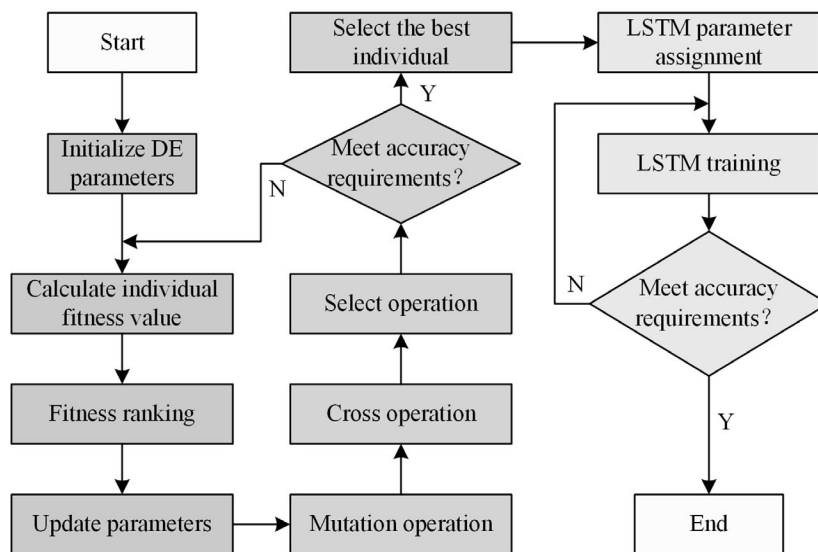 Start
Initialize DE
parameters
Calculate individual
fitness value
Fitness ranking
Update parameters
Mutation operation
Cross operation
Select operation
Meet accuracy
requirements?
N
Y
Select the best
individual
LSTM parameter
assignment
LSTM training
Meet accuracy
requirements?
N
Y
End